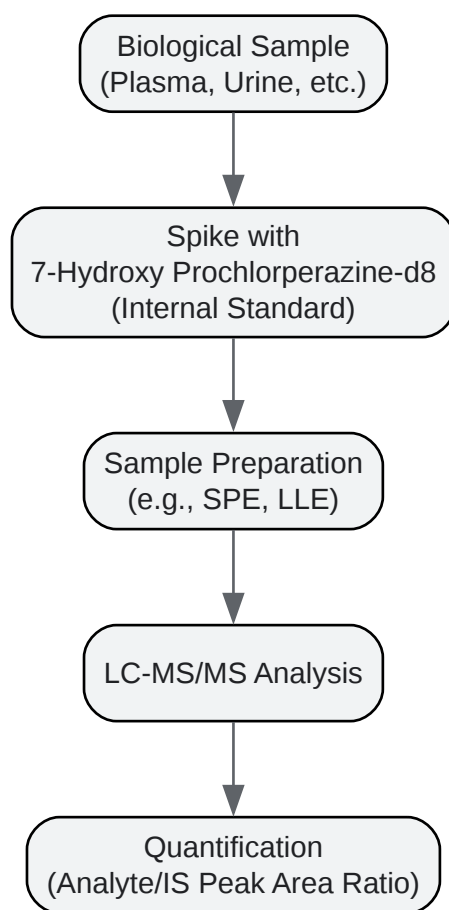 Biological Sample
(Plasma, Urine, etc.)
Spike with
7-Hydroxy Prochlorperazine-d8
(Internal Standard)
Sample Preparation
(e.g., SPE, LLE)
LC-MS/MS Analysis
Quantification
(Analyte/IS Peak Area Ratio)